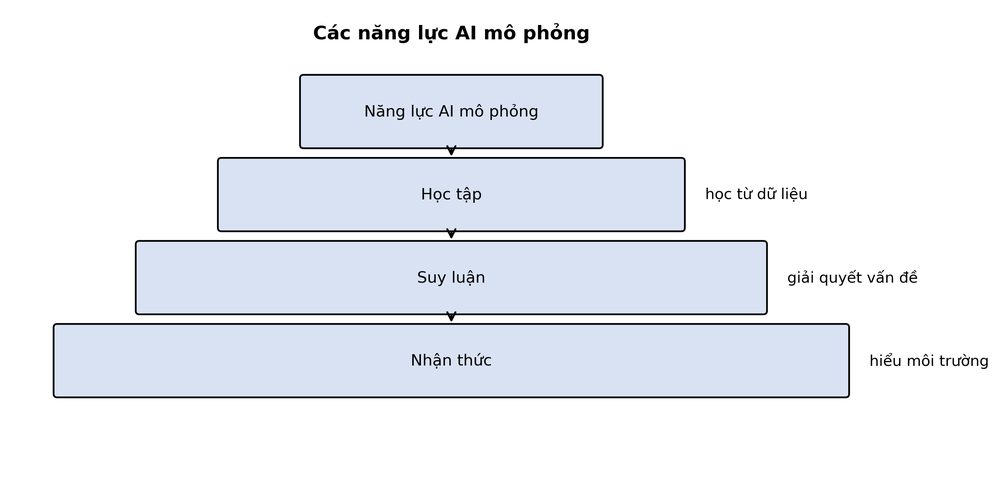 Các năng lực AI mô phỏng
Năng lực AI mô phỏng
Học tập
học từ dữ liệu
Suy luận
giải quyết vấn đề
Nhận thức
hiểu môi trường